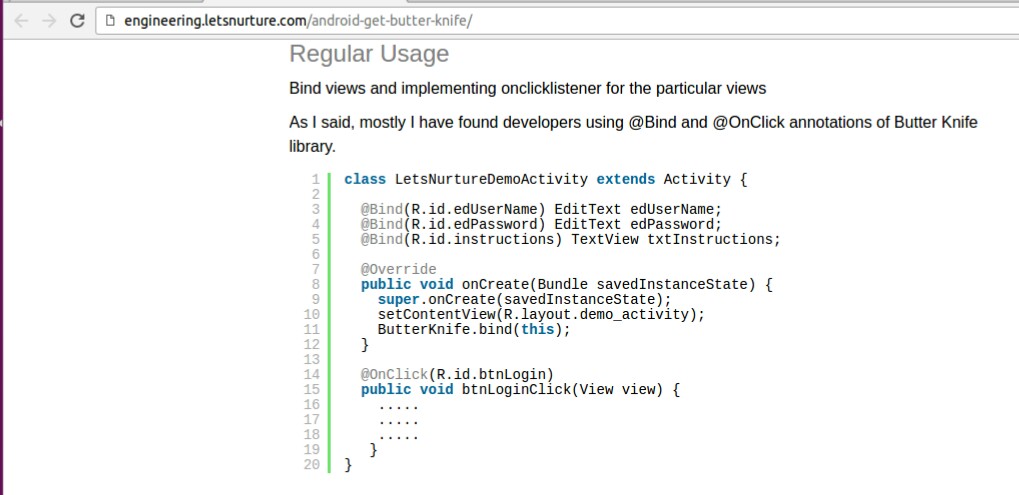 engineering.letsnurture.com/android-get-butter-knife/
Regular Usage
Bind views and implementing onclicklistener for the particular views
As I said, mostly I have found developers using @Bind and @OnClick annotations of Butter Knife
library.
1 class LetsNurtureDemoActivity extends Activity {
2
3 @Bind(R.id.edUserName) EditText edUserName;
4 @Bind(R.id.edPassword) EditText edPassword;
5 @Bind(R.id.instructions) TextView txtInstructions;
6
7 @Override
8 public void onCreate(Bundle savedInstanceState) {
9 super.onCreate(savedInstanceState);
10 setContentView(R.layout.demo_activity);
11 ButterKnife.bind(this);
12 }
13
14 @OnClick(R.id.btnLogin)
15 public void btnLoginClick(View view) {
16 .....
17 .....
18 .....
19 }
20 }